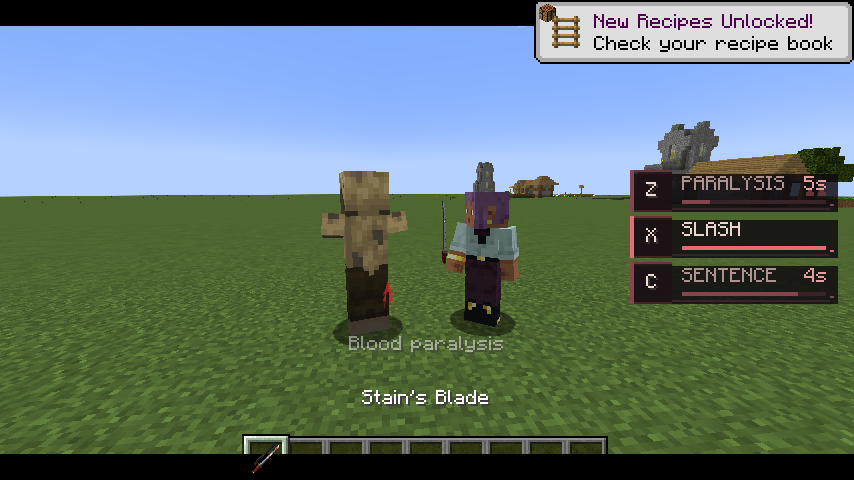 New Recipes Unlocked!
Check your recipe book
Z PARALYSIS 5s
X SLASH
C SENTENCE 4s
Blood paralysis
Stain's Blade